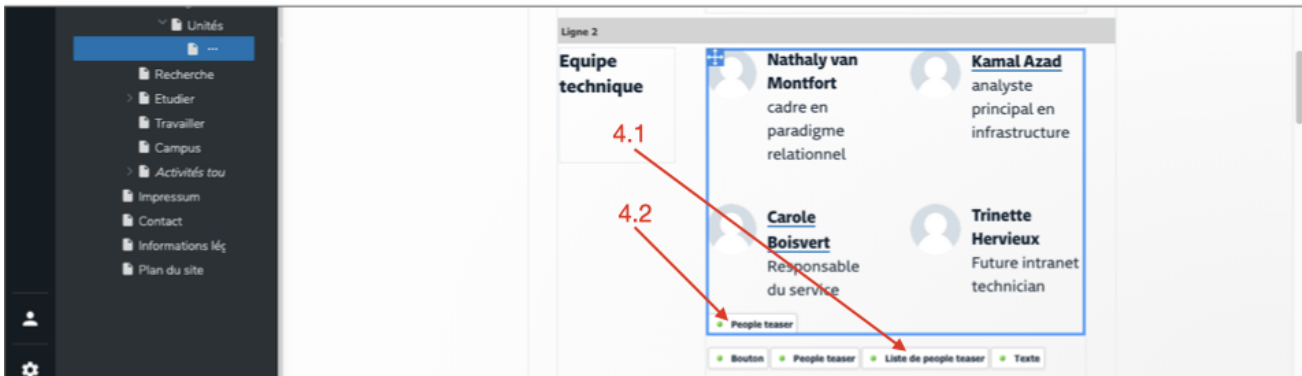 Unités
...
Recherche
Etudier
Travailler
Campus
Activités tou
Impressum
Contact
Informations lég
Plan du site
Ligne 2
Equipe
technique
4.1
4.2
Nathaly van
Montfort
cadre en
paradigme
relationnel
Kamal Azad
analyste
principal en
infrastructure
Carole
Boisvert
Responsable
du service
Trinette
Hervieux
Future intranet
technician
People teaser
Bouton People teaser Liste de people teaser Texte